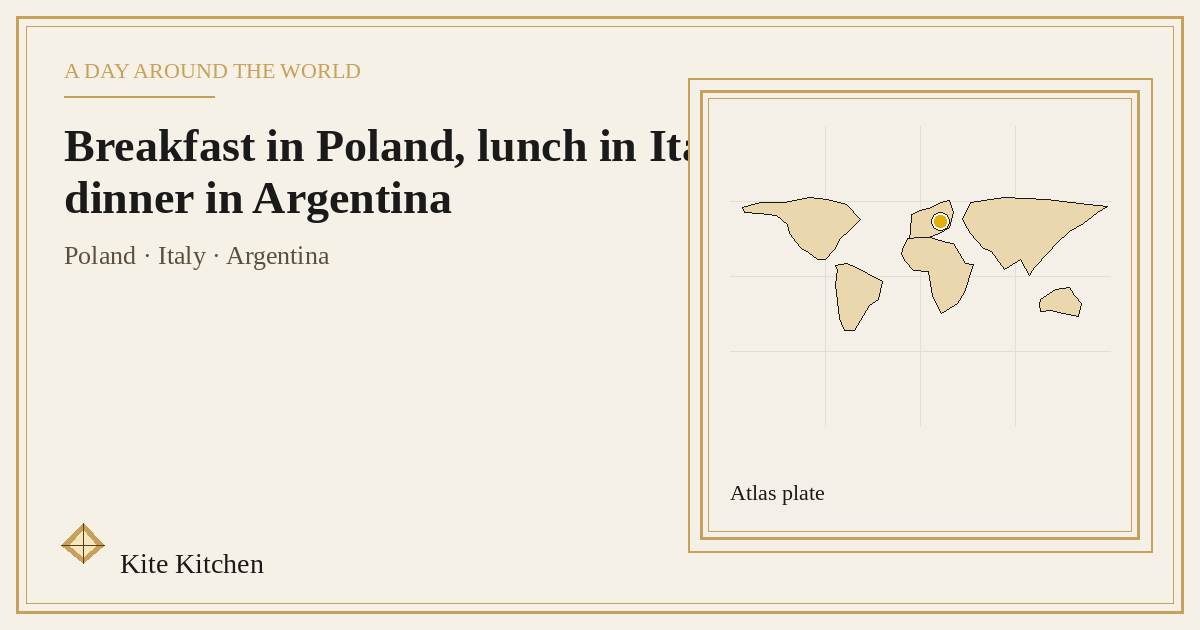 A DAY AROUND THE WORLD
Breakfast in Poland, lunch in
dinner in Argentina
Poland · Italy · Argentina
Atlas plate
Kite Kitchen